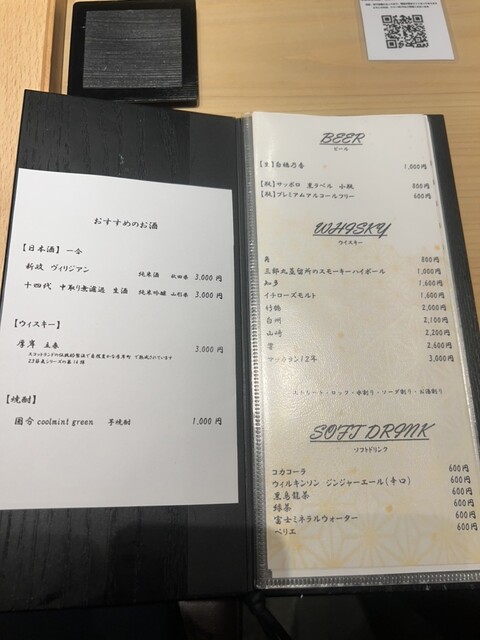 おすすめのお酒
【日本酒】一合
新政 ヴィリジアン 純米酒 秋田県 3,000円
十四代 中取り無濾過 生酒 純米吟醸 山形県 3,000円
【ウィスキー】
厚岸 3,000円
【焼酎】
国分 coolmint green 芋焼酎 1,000円
BEER
ビール
【生】白穂乃香 1,000円
【瓶】サッポロ 黒ラベル 小瓶 800円
【瓶】プレミアムアルコールフリー 600円
WHISKY
ウイスキー
角 800円
三郎丸蒸留所のスモーキーハイボール 1,000円
知多 1,600円
イチローズモルト 1,600円
竹鶴 2,000円
白州 2,100円
山崎 2,200円
響 2,600円
マッカラン12年 3,000円
ストレート・ロック・水割り・ソーダ割り・お湯割り
SOFT DRINK
ソフトドリンク
コカコーラ 600円
ウィルキンソン ジンジャーエール(辛口) 600円
黒烏龍茶 600円
緑茶 600円
富士ミネラルウォーター 600円
ペリエ 600円